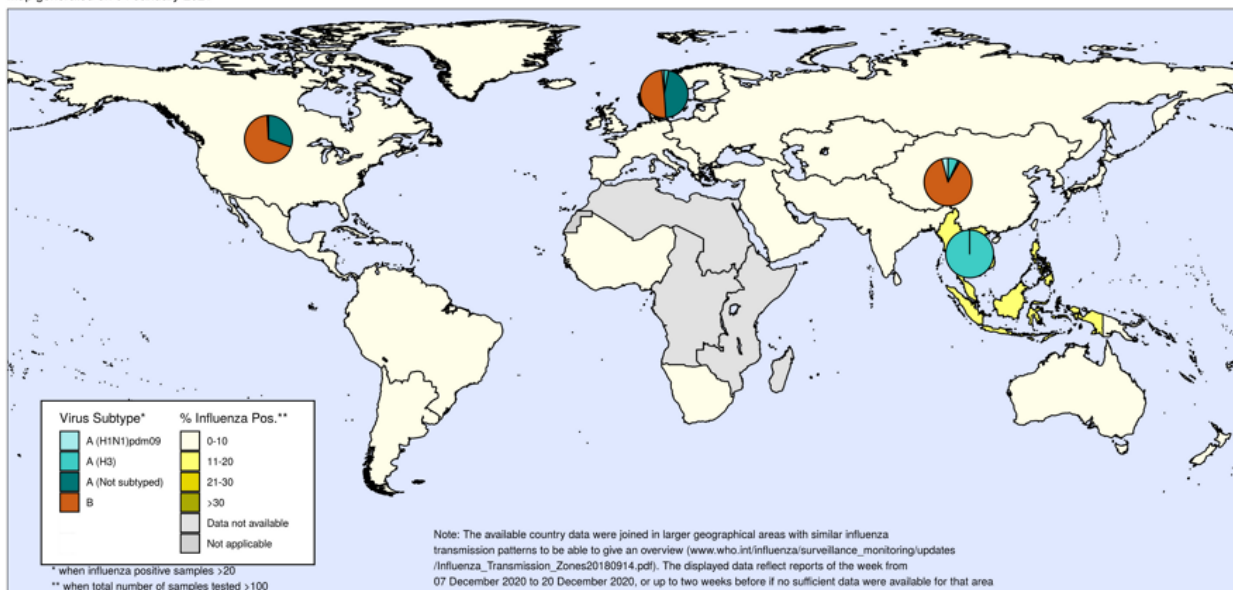 Virus Subtype*
A (H1N1)pdm09
A (H3)
A (Not subtyped)
B
% Influenza Pos.**
0-10
11-20
21-30
>30
Data not available
Not applicable
* when influenza positive samples >20
** when total number of samples tested >100
Note: The available country data were joined in larger geographical areas with similar influenza
transmission patterns to be able to give an overview (www.who.int/influenza/surveillance_monitoring/updates
/Influenza_Transmission_Zones20180914.pdf). The displayed data reflect reports of the week from
07 December 2020 to 20 December 2020, or up to two weeks before if no sufficient data were available for that area